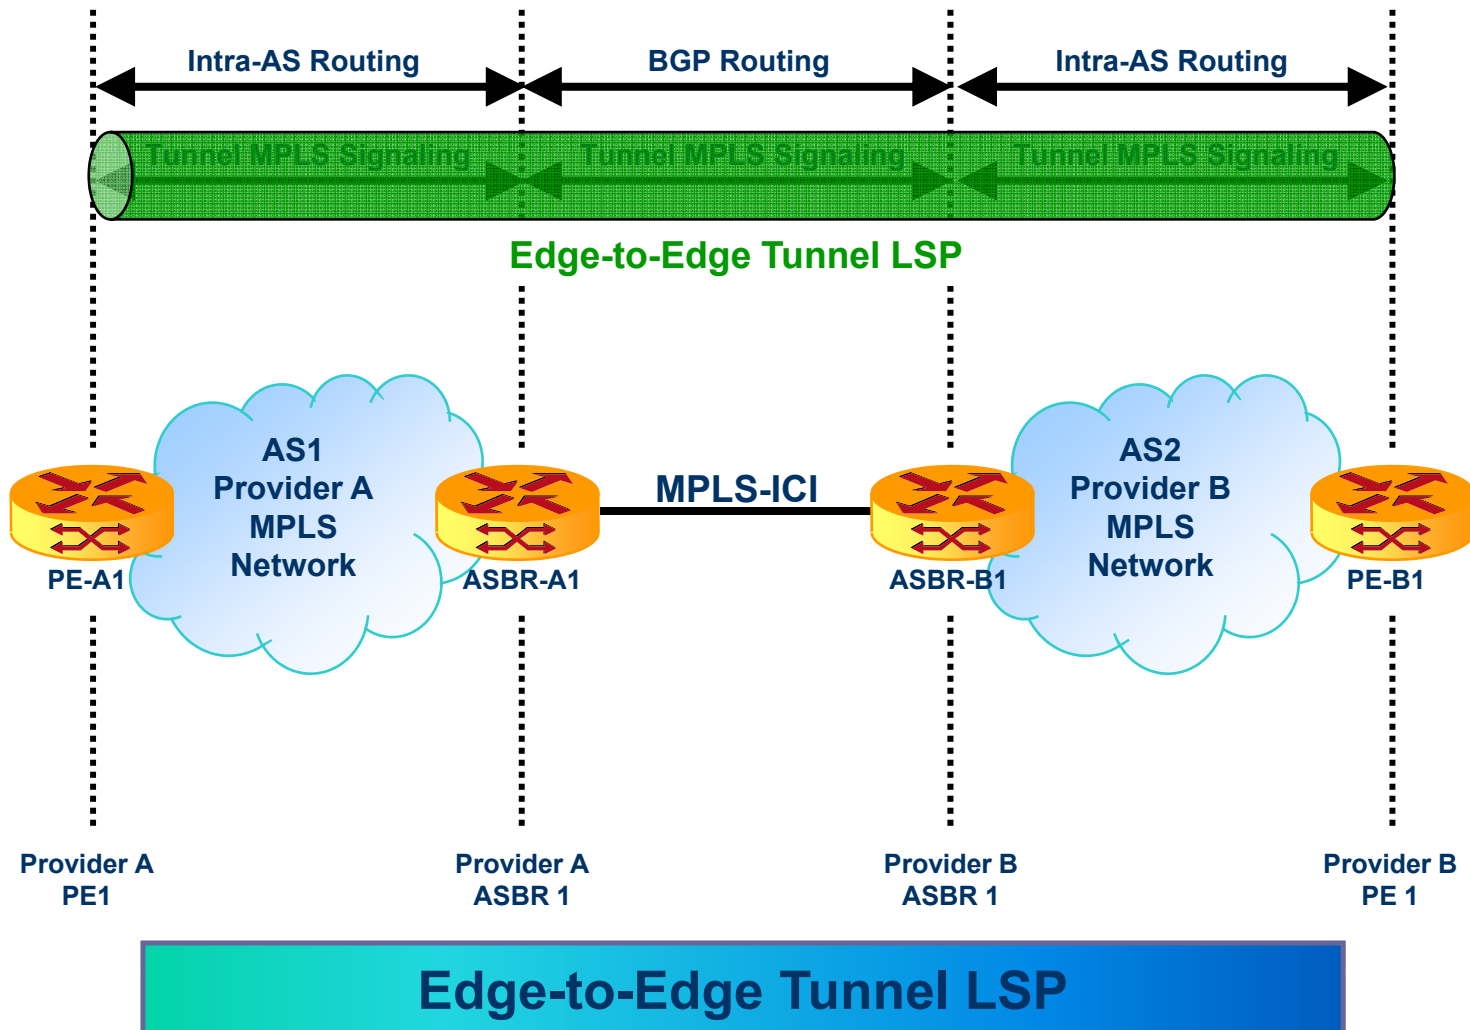 Intra-AS Routing
BGP Routing
Intra-AS Routing
Tunnel MPLS Signaling
Tunnel MPLS Signaling
Tunnel MPLS Signaling
Edge-to-Edge Tunnel LSP
AS1
Provider A
MPLS
Network
MPLS-ICI
AS2
Provider B
MPLS
Network
PE-A1
ASBR-A1
ASBR-B1
PE-B1
Provider A
PE1
Provider A
ASBR 1
Provider B
ASBR 1
Provider B
PE 1
Edge-to-Edge Tunnel LSP